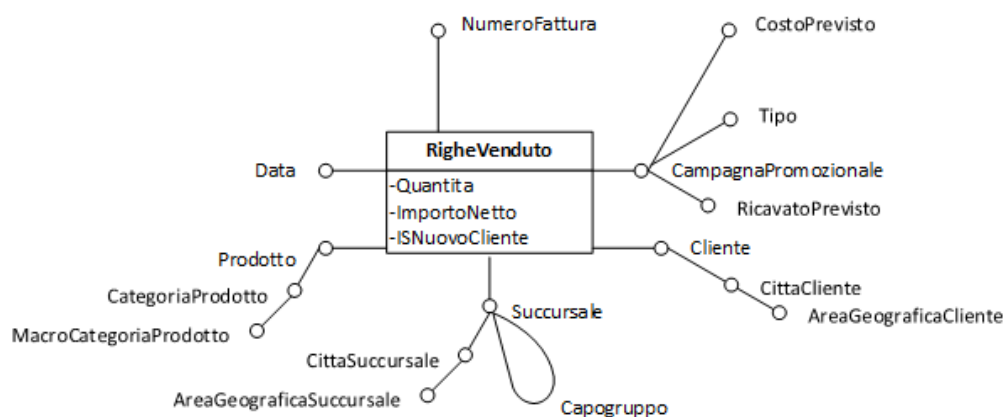 NumeroFattura
CostoPrevisto
Tipo
RigheVenduto
Data
CampagnaPromozionale
-Quantita
-ImportoNetto
RicavatoPrevisto
-ISNuovoCliente
Prodotto
Cliente
CategoriaProdotto
CittaCliente
MacroCategoriaProdotto
Succursale
AreaGeograficaCliente
CittaSuccursale
AreaGeograficaSuccursale
Capogruppo